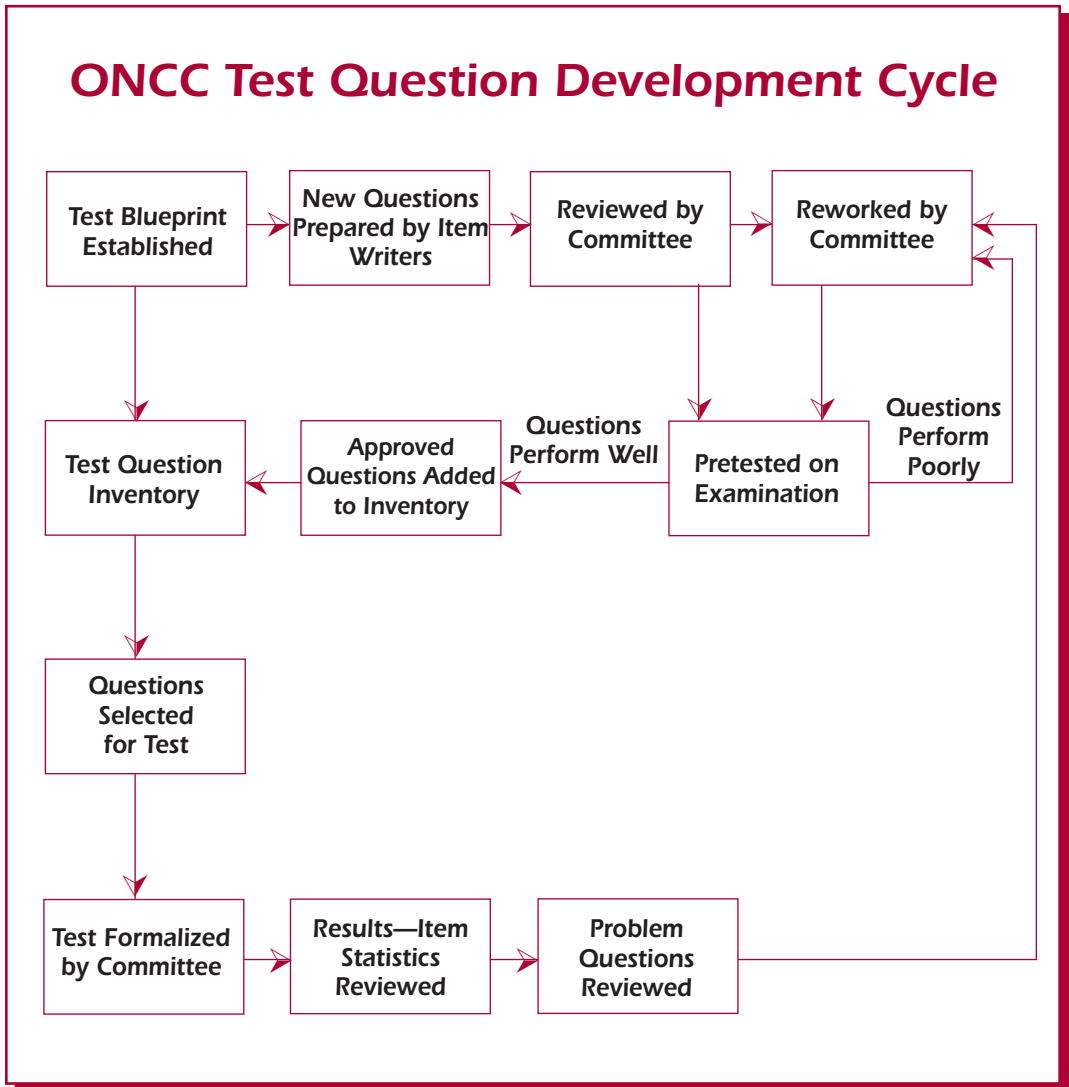 ONCC Test Question Development Cycle
Test Blueprint
Established
New Questions
Prepared by Item
Writers
Reviewed by
Committee
Reworked by
Committee
Test Question
Inventory
Approved
Questions Added
to Inventory
Questions
Perform Well
Pretested on
Examination
Questions
Perform
Poorly
Questions
Selected
for Test
Test Formalized
by Committee
Results—Item
Statistics
Reviewed
Problem
Questions
Reviewed